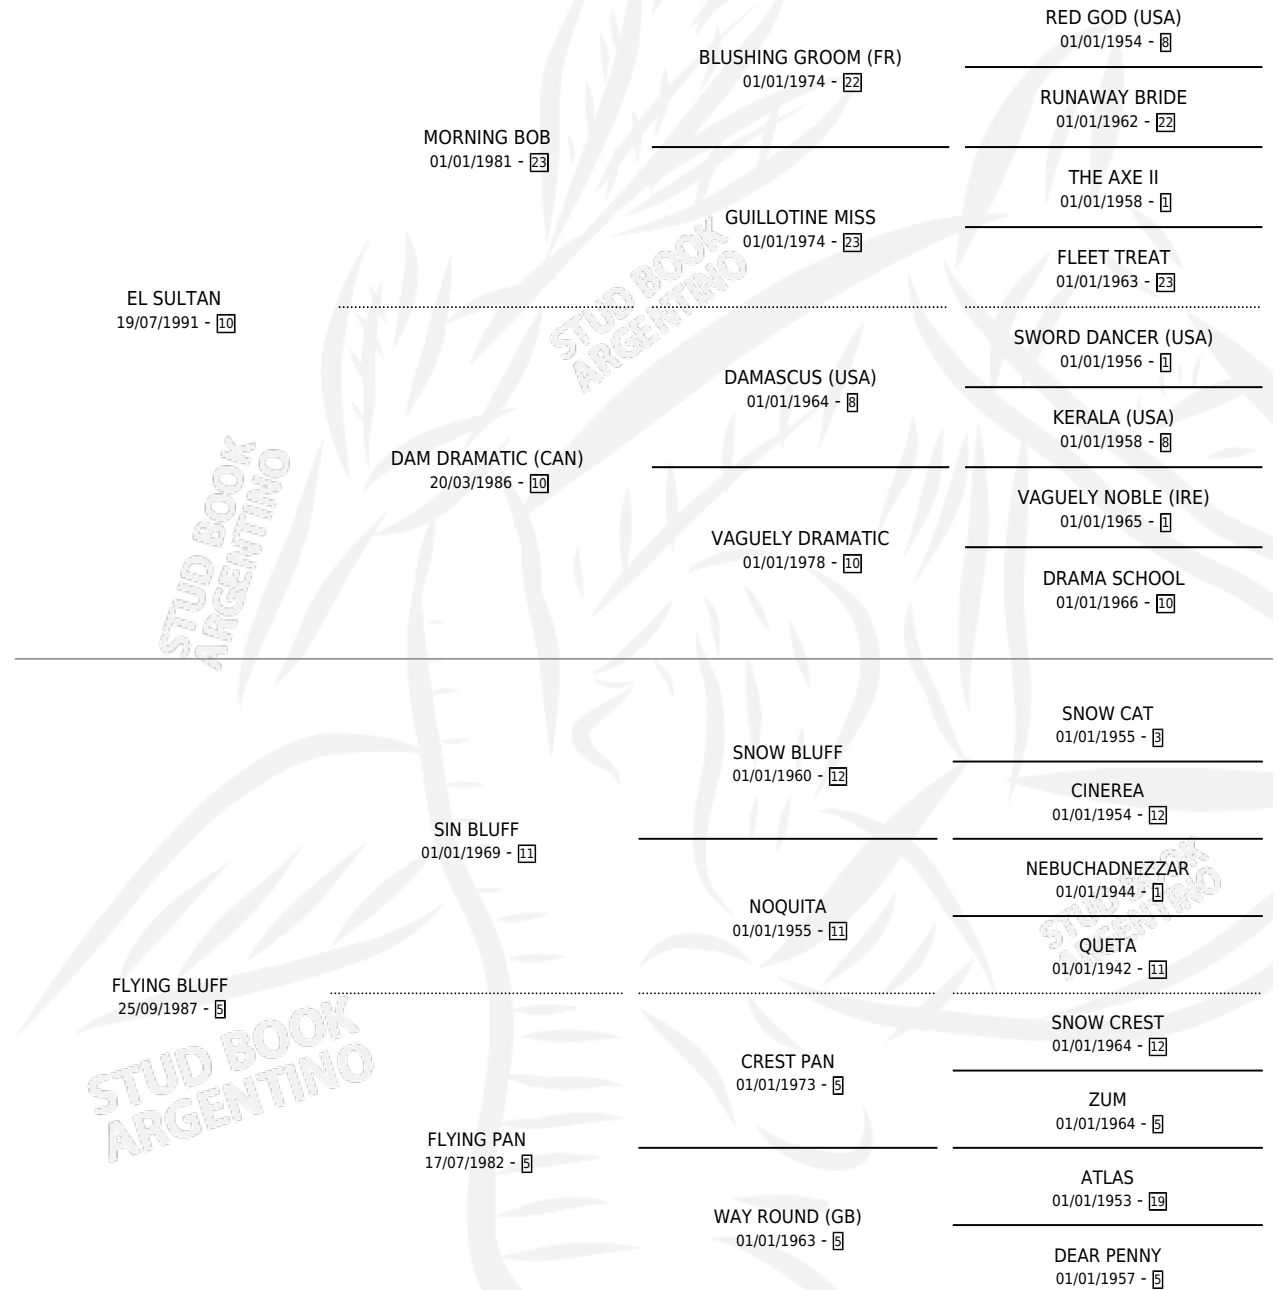 RED GOD (USA)
01/01/1954 - 8
BLUSHING GROOM (FR)
01/01/1974 - 22
RUNAWAY BRIDE
01/01/1962 - 22
MORNING BOB
01/01/1981 - 23
THE AXE II
01/01/1958 - 1
GUILLOTINE MISS
01/01/1974 - 23
FLEET TREAT
01/01/1963 - 23
EL SULTAN
19/07/1991 - 10
SWORD DANCER (USA)
01/01/1956 - 1
DAMASCUS (USA)
01/01/1964 - 8
KERALA (USA)
01/01/1958 - 8
DAM DRAMATIC (CAN)
20/03/1986 - 10
VAGUELY NOBLE (IRE)
01/01/1965 - 1
VAGUELY DRAMATIC
01/01/1978 - 10
DRAMA SCHOOL
01/01/1966 - 10
SNOW CAT
01/01/1955 - 3
SNOW BLUFF
01/01/1960 - 12
CINEREA
01/01/1954 - 12
SIN BLUFF
01/01/1969 - 11
NEBUCHADNEZZAR
01/01/1944 - 1
NOQUITA
01/01/1955 - 11
QUETA
01/01/1942 - 11
FLYING BLUFF
25/09/1987 - 5
SNOW CREST
01/01/1964 - 12
CREST PAN
01/01/1973 - 5
ZUM
01/01/1964 - 5
FLYING PAN
17/07/1982 - 5
ATLAS
01/01/1953 - 19
WAY ROUND (GB)
01/01/1963 - 5
DEAR PENNY
01/01/1957 - 5
STUD BOOK
ARGENTINO
STUD BOOK
ARGENTINO
STUD BOOK
ARGENTINO
STUD BOOK
ARGENTINO